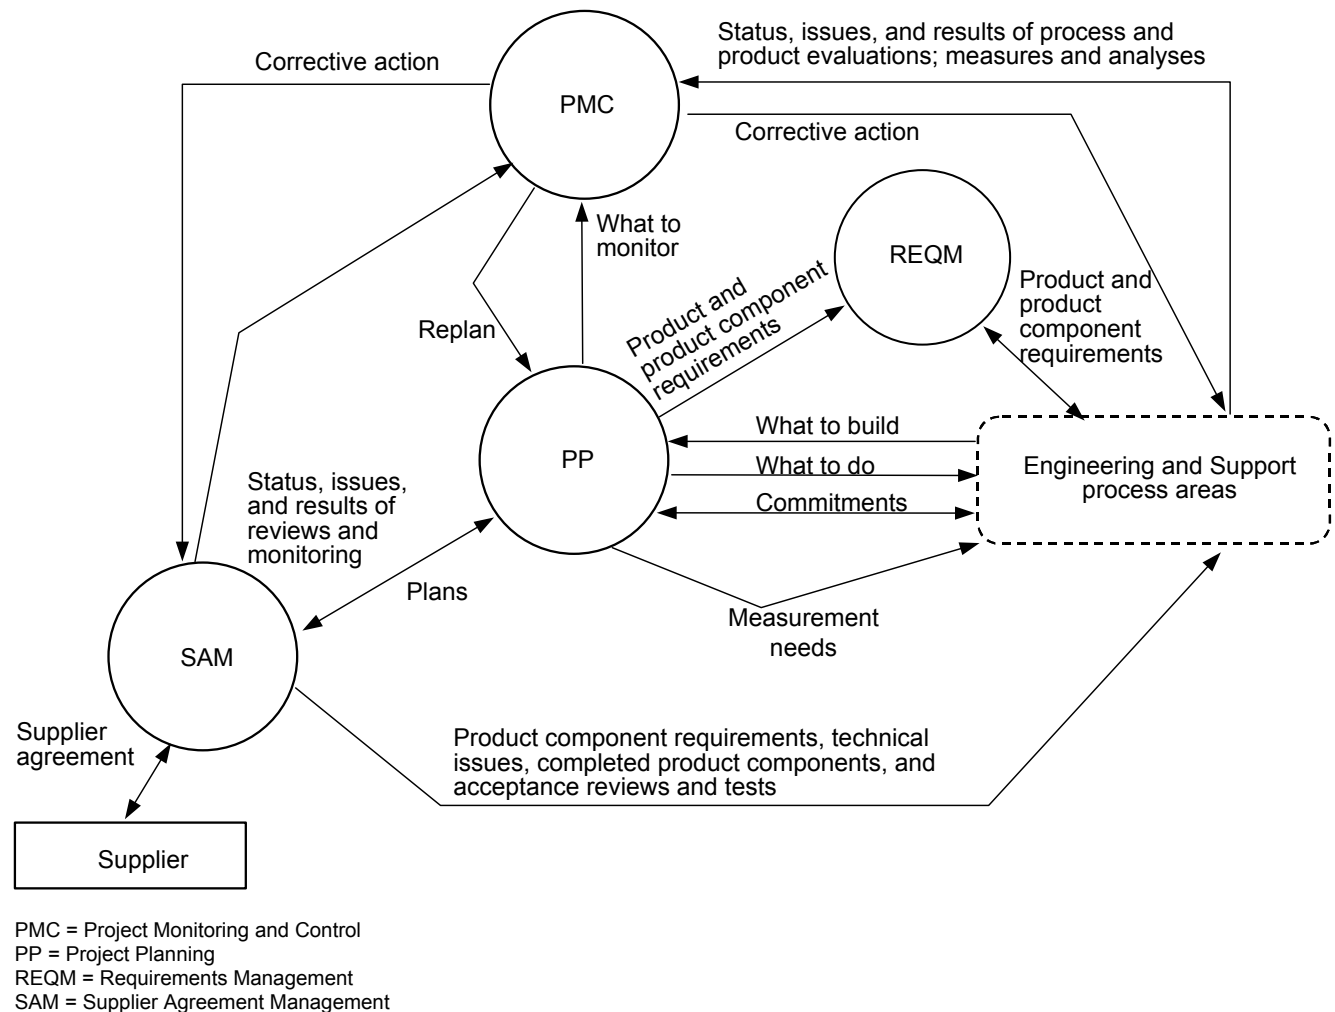 Status, issues, and results of process and
product evaluations; measures and analyses
Corrective action
PMC
Corrective action
What to
monitor
REQM
Product and
product component
requirements
Product and
product
component
requirements
Replan
What to build
PP
What to do
Engineering and Support
process areas
Commitments
Status, issues,
and results of
reviews and
monitoring
Plans
Measurement
needs
SAM
Supplier
agreement
Product component requirements, technical
issues, completed product components, and
acceptance reviews and tests
Supplier
PMC = Project Monitoring and Control
PP = Project Planning
REQM = Requirements Management
SAM = Supplier Agreement Management